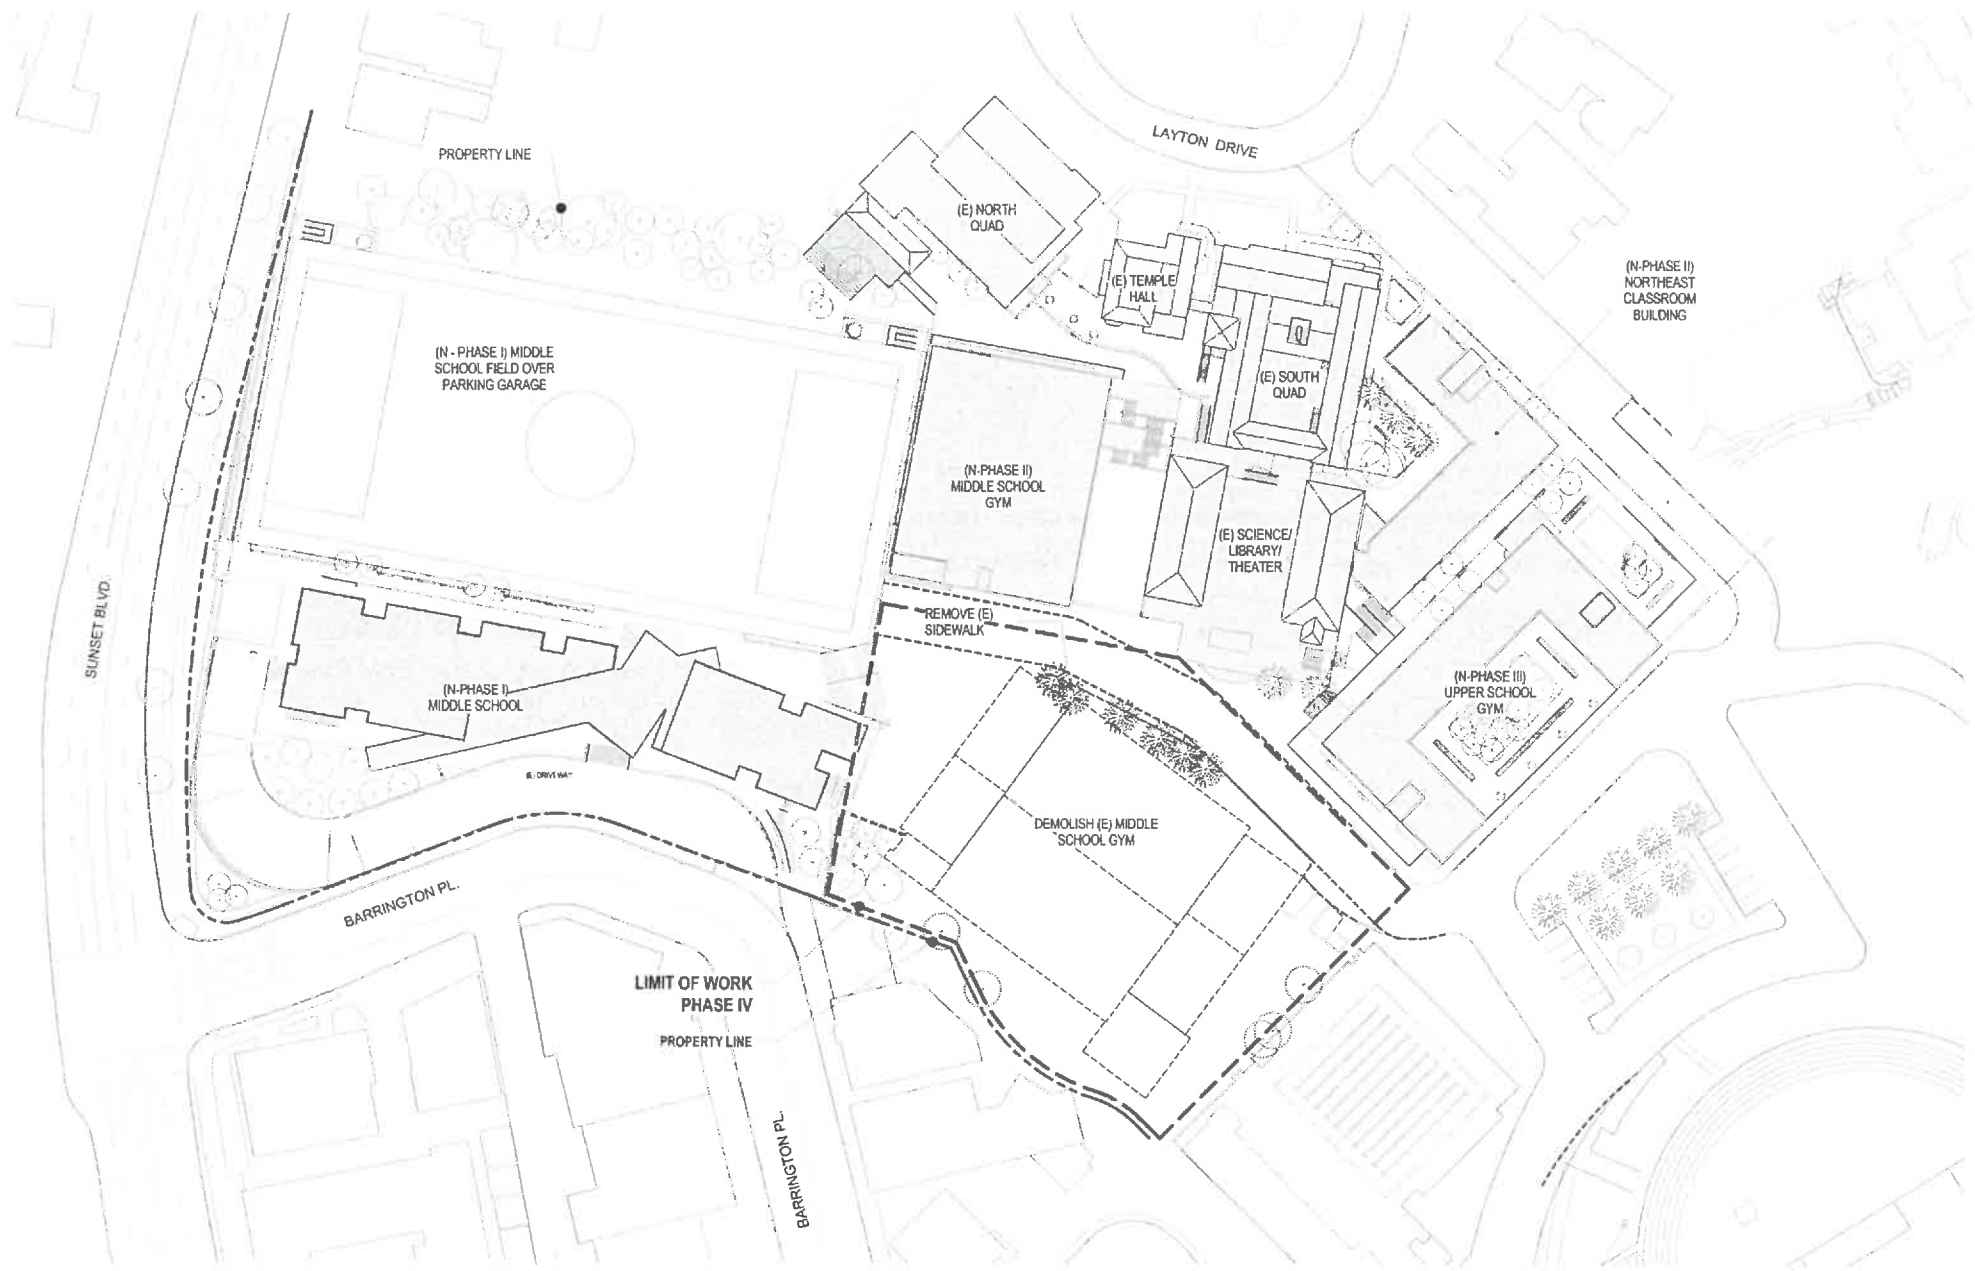 LAYTON DRIVE
PROPERTY LINE
(E) NORTH
QUAD
(E) TEMPLE
HALL
(N-PHASE II)
NORTHEAST
CLASSROOM
BUILDING
(N - PHASE I) MIDDLE
SCHOOL FIELD OVER
PARKING GARAGE
(E) SOUTH
QUAD
(N-PHASE II)
MIDDLE SCHOOL
GYM
(E) SCIENCE/
LIBRARY/
THEATER
SUNSET BLVD.
REMOVE (E)
SIDEWALK
(N-PHASE I)
MIDDLE SCHOOL
(N-PHASE III)
UPPER SCHOOL
GYM
(E) DRIVEWAY
DEMOLISH (E) MIDDLE
SCHOOL GYM
BARRINGTON PL.
LIMIT OF WORK
PHASE IV
PROPERTY LINE
BARRINGTON PL.